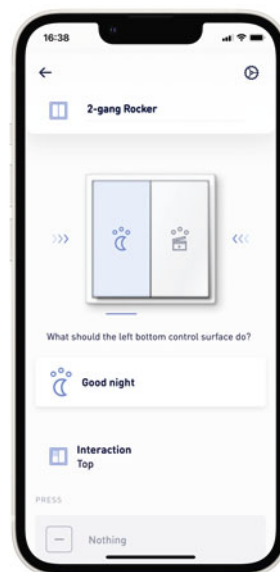 16:38
2-gang Rocker
What should the left bottom control surface do?
Good night
Interaction
Top
PRESS
Nothing